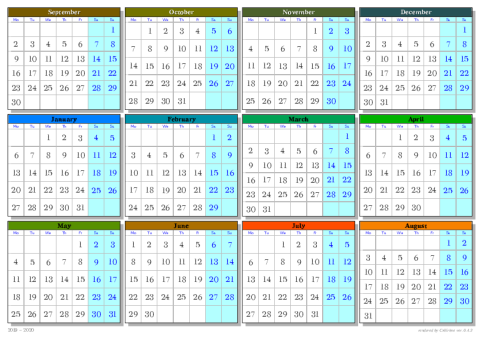 September
Mo Tu We Th Fr Sa Su
1
2 3 4 5 6 7 8
9 10 11 12 13 14 15
16 17 18 19 20 21 22
23 24 25 26 27 28 29
30
October
Mo Tu We Th Fr Sa Su
1 2 3 4 5 6
7 8 9 10 11 12 13
14 15 16 17 18 19 20
21 22 23 24 25 26 27
28 29 30 31
November
Mo Tu We Th Fr Sa Su
1 2 3
4 5 6 7 8 9 10
11 12 13 14 15 16 17
18 19 20 21 22 23 24
25 26 27 28 29 30
December
Mo Tu We Th Fr Sa Su
1
2 3 4 5 6 7 8
9 10 11 12 13 14 15
16 17 18 19 20 21 22
23 24 25 26 27 28 29
30 31
January
Mo Tu We Th Fr Sa Su
1 2 3 4 5
6 7 8 9 10 11 12
13 14 15 16 17 18 19
20 21 22 23 24 25 26
27 28 29 30 31
February
Mo Tu We Th Fr Sa Su
1 2
3 4 5 6 7 8 9
10 11 12 13 14 15 16
17 18 19 20 21 22 23
24 25 26 27 28 29
March
Mo Tu We Th Fr Sa Su
1
2 3 4 5 6 7 8
9 10 11 12 13 14 15
16 17 18 19 20 21 22
23 24 25 26 27 28 29
30 31
April
Mo Tu We Th Fr Sa Su
1 2 3 4 5
6 7 8 9 10 11 12
13 14 15 16 17 18 19
20 21 22 23 24 25 26
27 28 29 30
May
Mo Tu We Th Fr Sa Su
1 2 3
4 5 6 7 8 9 10
11 12 13 14 15 16 17
18 19 20 21 22 23 24
25 26 27 28 29 30 31
June
Mo Tu We Th Fr Sa Su
1 2 3 4 5 6 7
8 9 10 11 12 13 14
15 16 17 18 19 20 21
22 23 24 25 26 27 28
29 30
July
Mo Tu We Th Fr Sa Su
1 2 3 4 5
6 7 8 9 10 11 12
13 14 15 16 17 18 19
20 21 22 23 24 25 26
27 28 29 30 31
August
Mo Tu We Th Fr Sa Su
1 2
3 4 5 6 7 8 9
10 11 12 13 14 15 16
17 18 19 20 21 22 23
24 25 26 27 28 29 30
31
2019 - 2020